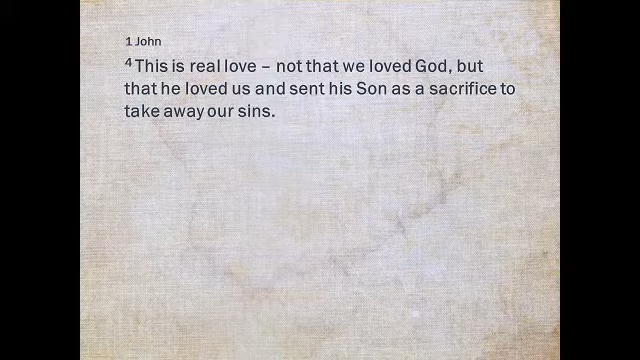 1 John
4 This is real love – not that we loved God, but
that he loved us and sent his Son as a sacrifice to
take away our sins.